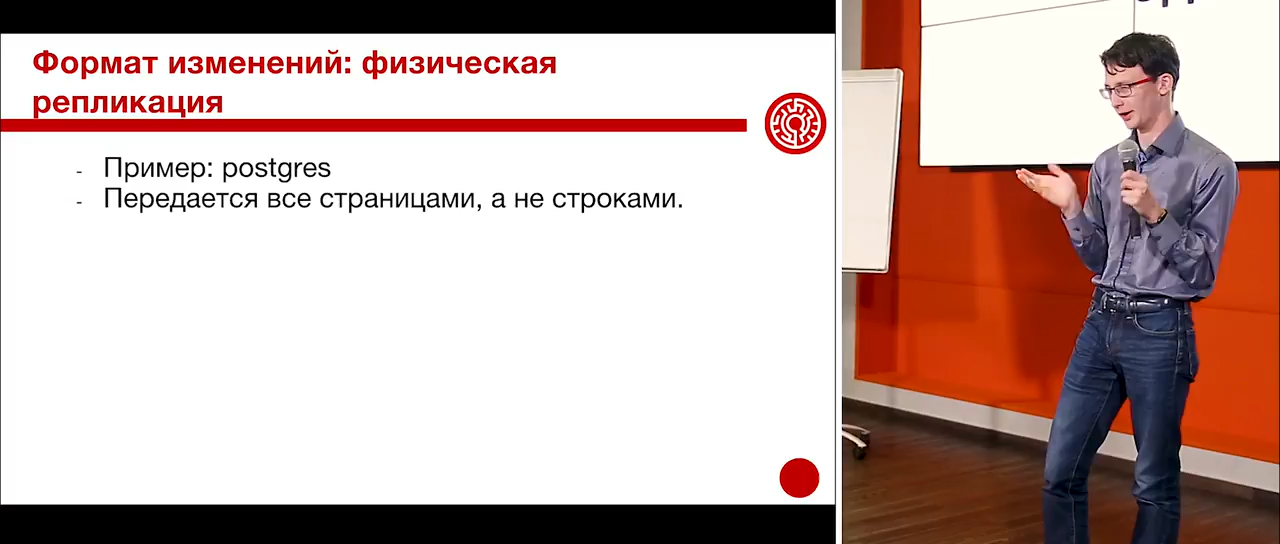 Формат изменений: физическая
репликация
- Пример: postgres
- Передается все страницами, а не строками.